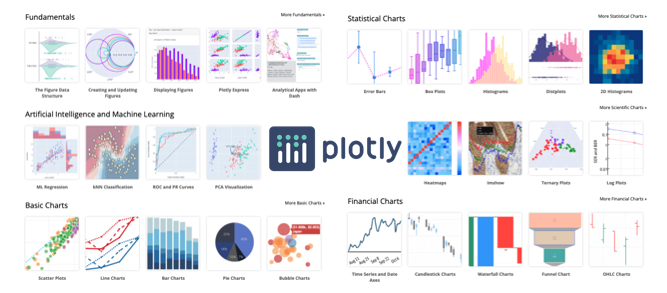 Fundamentals
More Fundamentals »
The Figure Data
Structure
Creating and Updating
Figures
Displaying Figures
Plotly Express
Analytical Apps with
Dash
Artificial Intelligence and Machine Learning
ML Regression
kNN Classification
ROC and PR Curves
PCA Visualization
Basic Charts
More Basic Charts »
Scatter Plots
Line Charts
Bar Charts
Pie Charts
Bubble Charts
plotly
Statistical Charts
More Statistical Charts »
Error Bars
Box Plots
Histograms
Distplots
2D Histograms
More Scientific Charts »
Heatmaps
Imshow
Ternary Plots
Log Plots
Financial Charts
More Financial Charts »
Time Series and Date
Axes
Candlestick Charts
Waterfall Charts
Funnel Chart
OHLC Charts